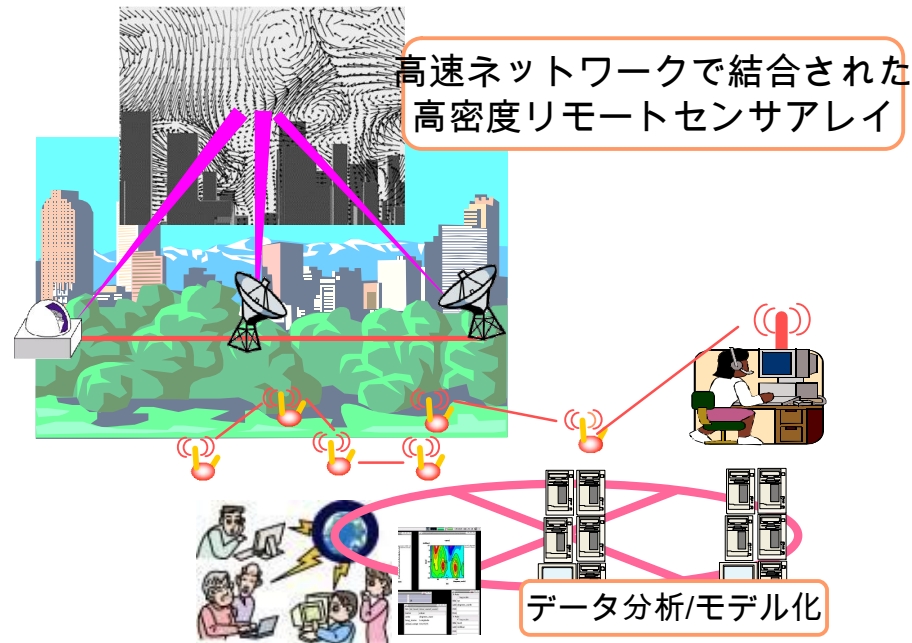 高速ネットワークで結合された
高密度リモートセンサアレイ
データ分析/モデル化